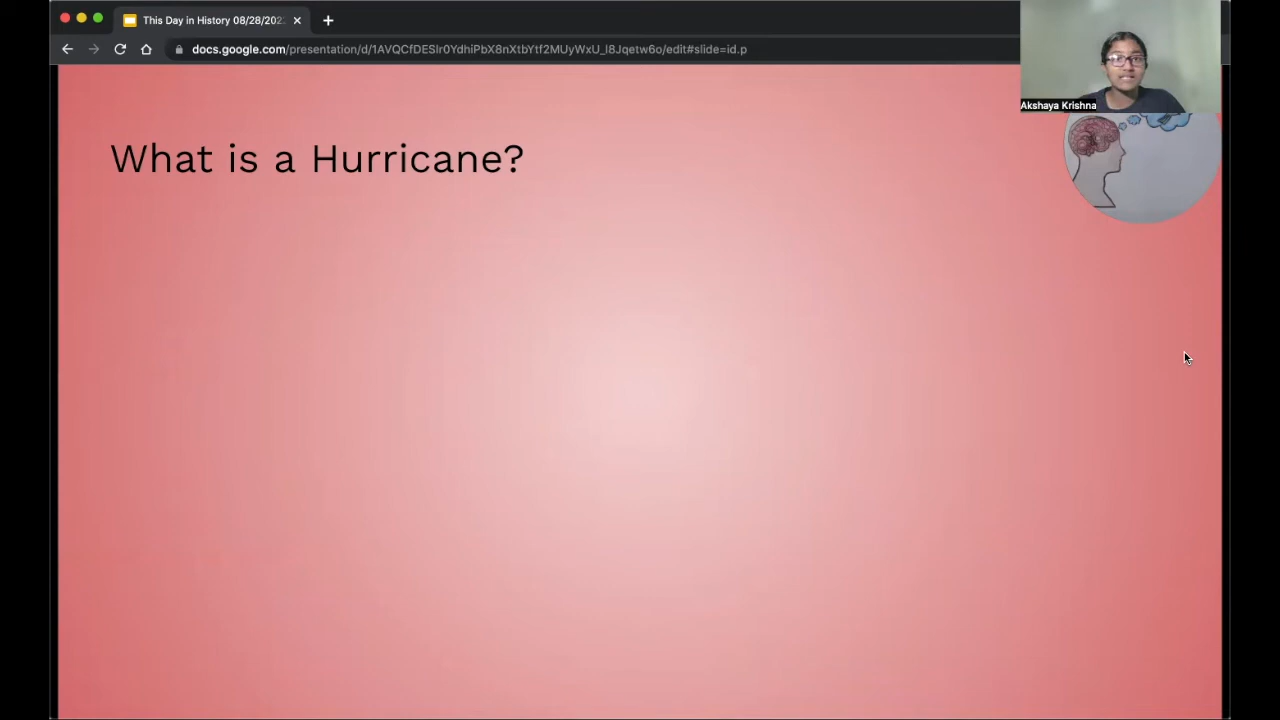 This Day in History 08/28/202
docs.google.com/presentation/d/1AVQCfDESIr0YdhiPbX8nXtbYtf2MUyWxU_I8Jqetw6o/edit#slide=id.p
Akshaya Krishna
What is a Hurricane?